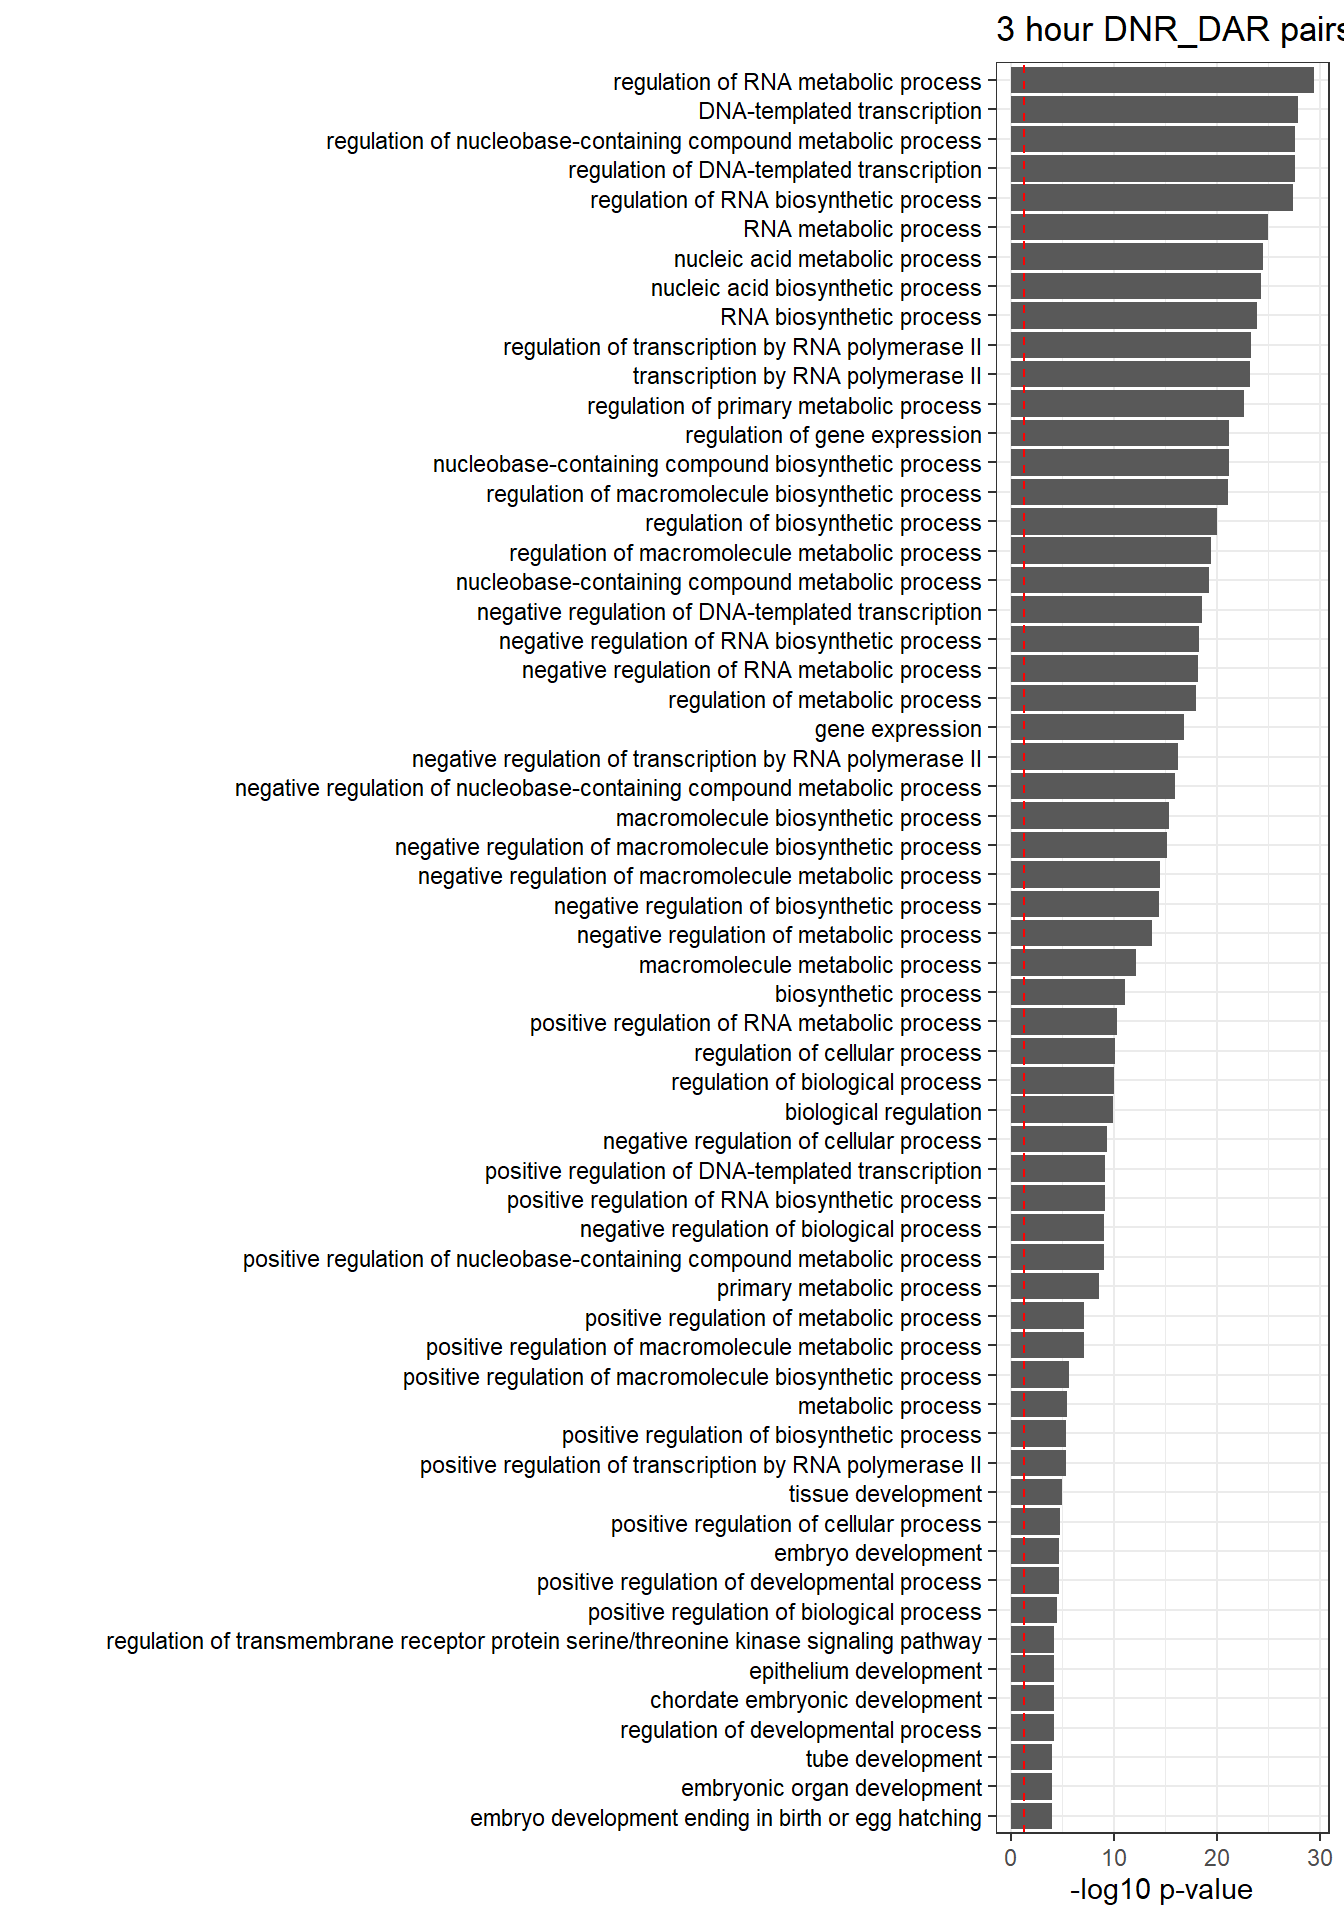 3 hour DNR_DAR pairs
regulation of RNA metabolic process
DNA-templated transcription
regulation of nucleobase-containing compound metabolic process
regulation of DNA-templated transcription
regulation of RNA biosynthetic process
RNA metabolic process
nucleic acid metabolic process
nucleic acid biosynthetic process
RNA biosynthetic process
regulation of transcription by RNA polymerase II
transcription by RNA polymerase II
regulation of primary metabolic process
regulation of gene expression
nucleobase-containing compound biosynthetic process
regulation of macromolecule biosynthetic process
regulation of biosynthetic process
regulation of macromolecule metabolic process
nucleobase-containing compound metabolic process
negative regulation of DNA-templated transcription
negative regulation of RNA biosynthetic process
negative regulation of RNA metabolic process
regulation of metabolic process
gene expression
negative regulation of transcription by RNA polymerase II
negative regulation of nucleobase-containing compound metabolic process
macromolecule biosynthetic process
negative regulation of macromolecule biosynthetic process
negative regulation of macromolecule metabolic process
negative regulation of biosynthetic process
negative regulation of metabolic process
macromolecule metabolic process
biosynthetic process
positive regulation of RNA metabolic process
regulation of cellular process
regulation of biological process
biological regulation
negative regulation of cellular process
positive regulation of DNA-templated transcription
positive regulation of RNA biosynthetic process
negative regulation of biological process
positive regulation of nucleobase-containing compound metabolic process
primary metabolic process
positive regulation of metabolic process
positive regulation of macromolecule metabolic process
positive regulation of macromolecule biosynthetic process
metabolic process
positive regulation of biosynthetic process
positive regulation of transcription by RNA polymerase II
tissue development
positive regulation of cellular process
embryo development
positive regulation of developmental process
positive regulation of biological process
regulation of transmembrane receptor protein serine/threonine kinase signaling pathway
epithelium development
chordate embryonic development
regulation of developmental process
tube development
embryonic organ development
embryo development ending in birth or egg hatching
0 10 20 30
-log10 p-value